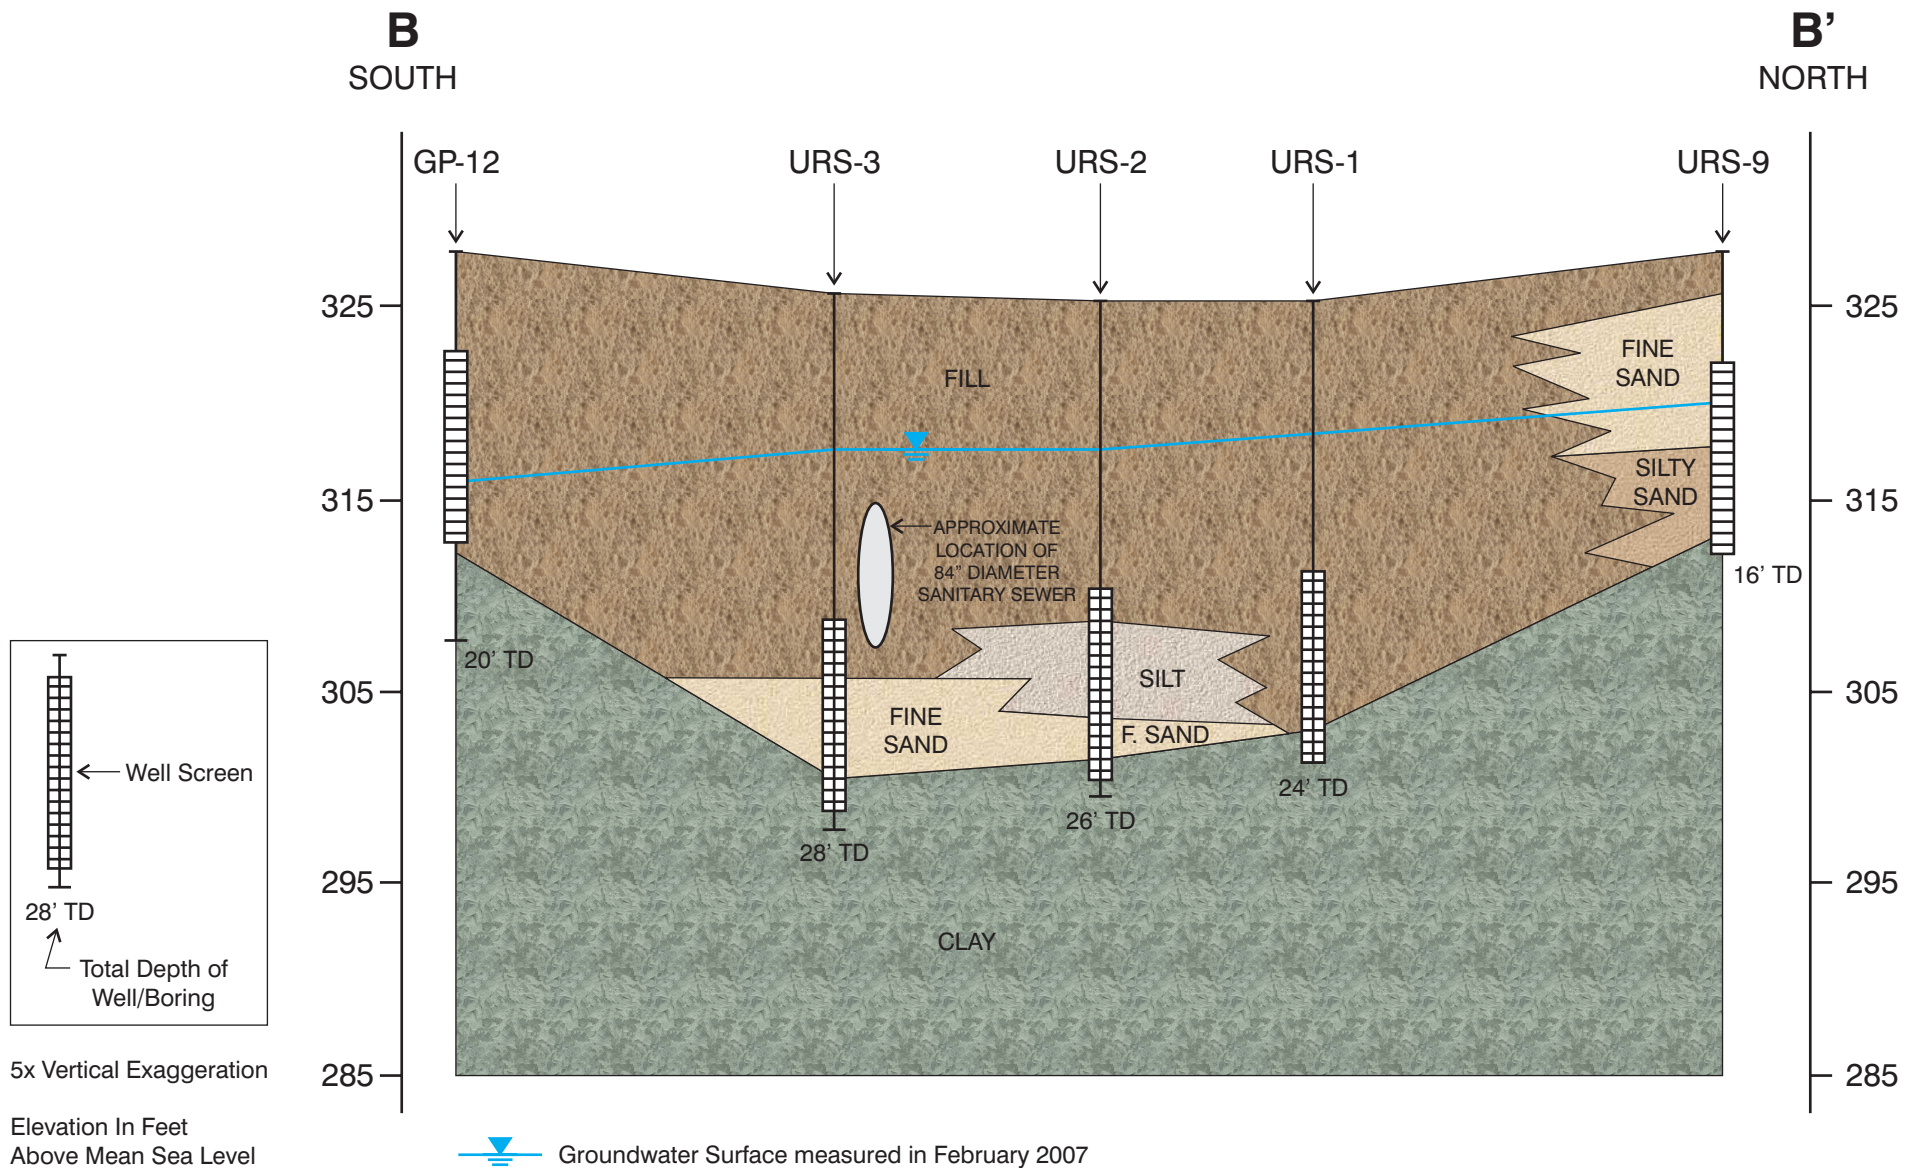 B
SOUTH
B’
NORTH
GP-12
URS-3
URS-2
URS-1
URS-9
325
325
FILL
FINE
SAND
SILTY
SAND
315
315
APPROXIMATE
LOCATION OF
84” DIAMETER
SANITARY SEWER
16’ TD
20’ TD
305
305
SILT
FINE
SAND
F. SAND
24’ TD
26’ TD
28’ TD
295
295
CLAY
285
285
Well Screen
28’ TD
Total Depth of
Well/Boring
5x Vertical Exaggeration
Elevation In Feet
Above Mean Sea Level
Groundwater Surface measured in February 2007